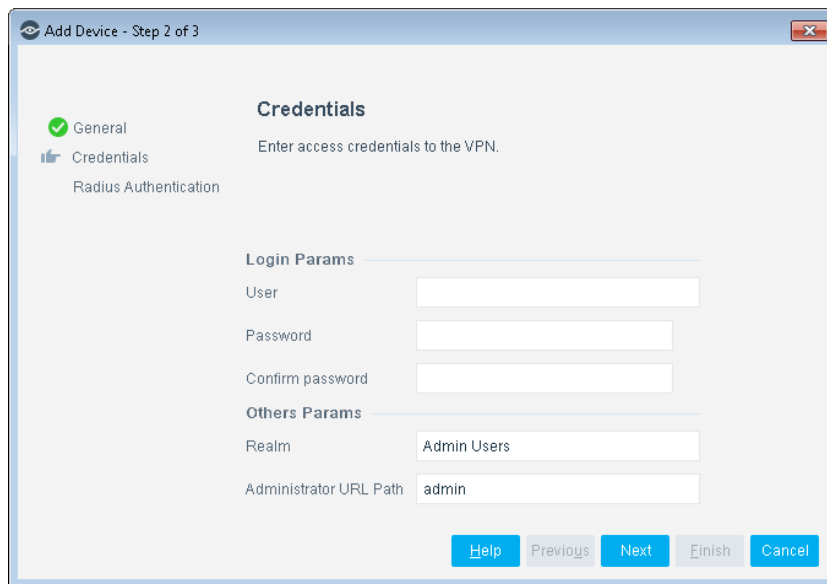 Add Device - Step 2 of 3
General
Credentials
Radius Authentication
Credentials
Enter access credentials to the VPN.
Login Params
User
Password
Confirm password
Others Params
Realm Admin Users
Administrator URL Path admin
Help Previous Next Finish Cancel